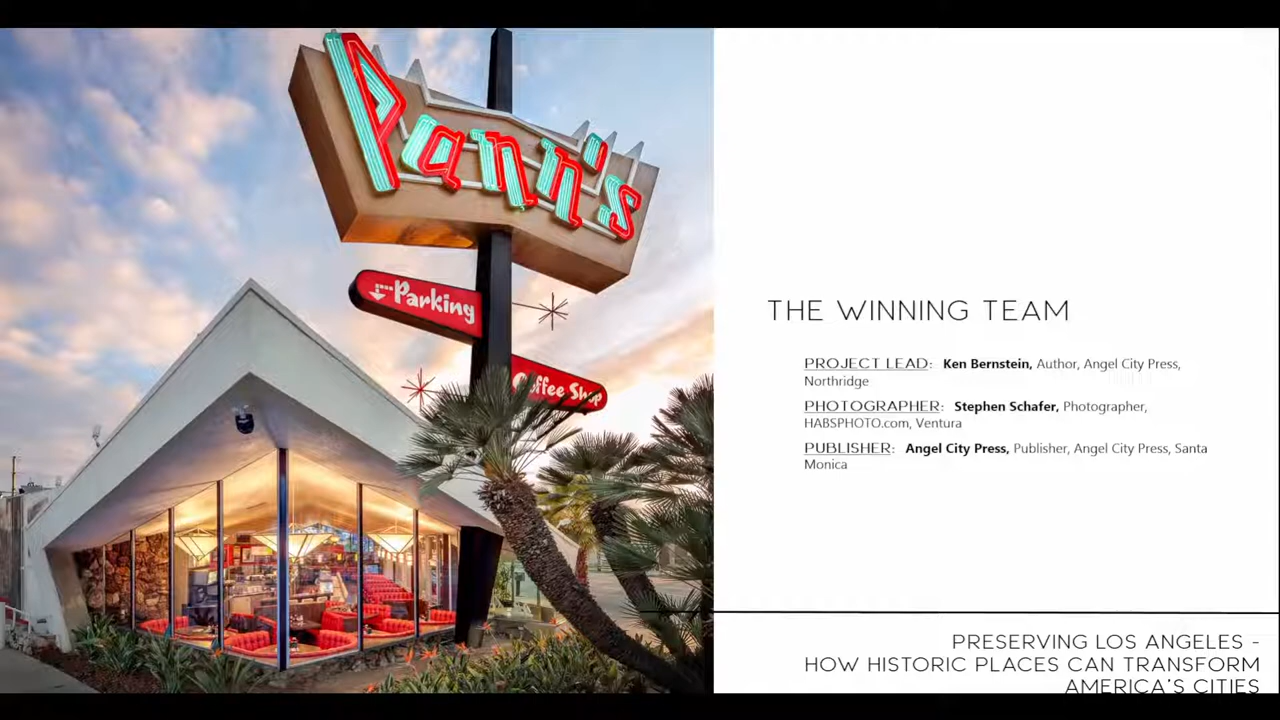 Pann's
Parking
Coffee Shop
THE WINNING TEAM
PROJECT LEAD: Ken Bernstein, Author, Angel City Press,
Northridge
PHOTOGRAPHER: Stephen Schafer, Photographer,
HABSPHOTO.com, Ventura
PUBLISHER: Angel City Press, Publisher, Angel City Press, Santa
Monica
PRESERVING LOS ANGELES -
HOW HISTORIC PLACES CAN TRANSFORM
AMERICA'S CITIES